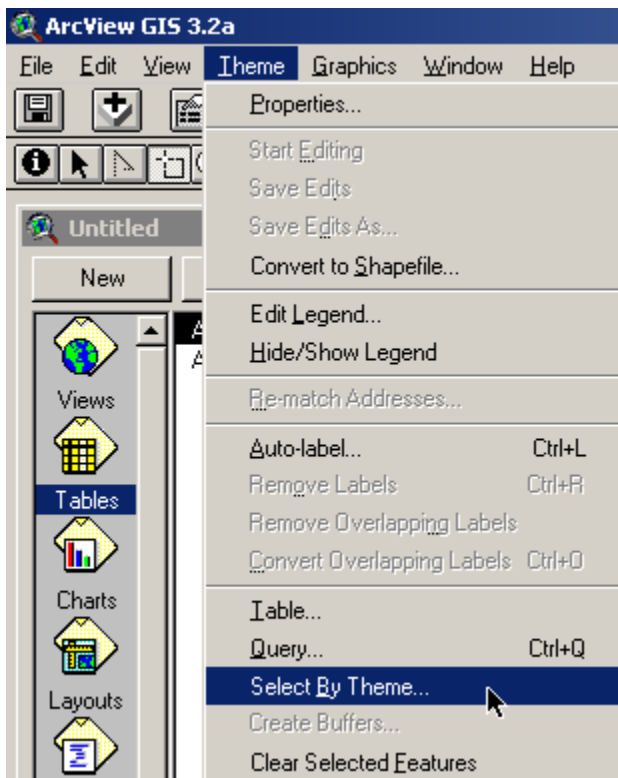 ArcView GIS 3.2a
File Edit View Theme Graphics Window Help
Properties...
Start Editing
Save Edits
Save Edits As...
Convert to Shapefile...
Edit Legend...
Hide/Show Legend
Re-match Addresses...
Auto-label... Ctrl+L
Remove Labels Ctrl+R
Remove Overlapping Labels
Convert Overlapping Labels Ctrl+O
Table...
Query... Ctrl+Q
Select By Theme...
Create Buffers...
Clear Selected Features
Untitled
New
A
A
Views
Tables
Charts
Layouts